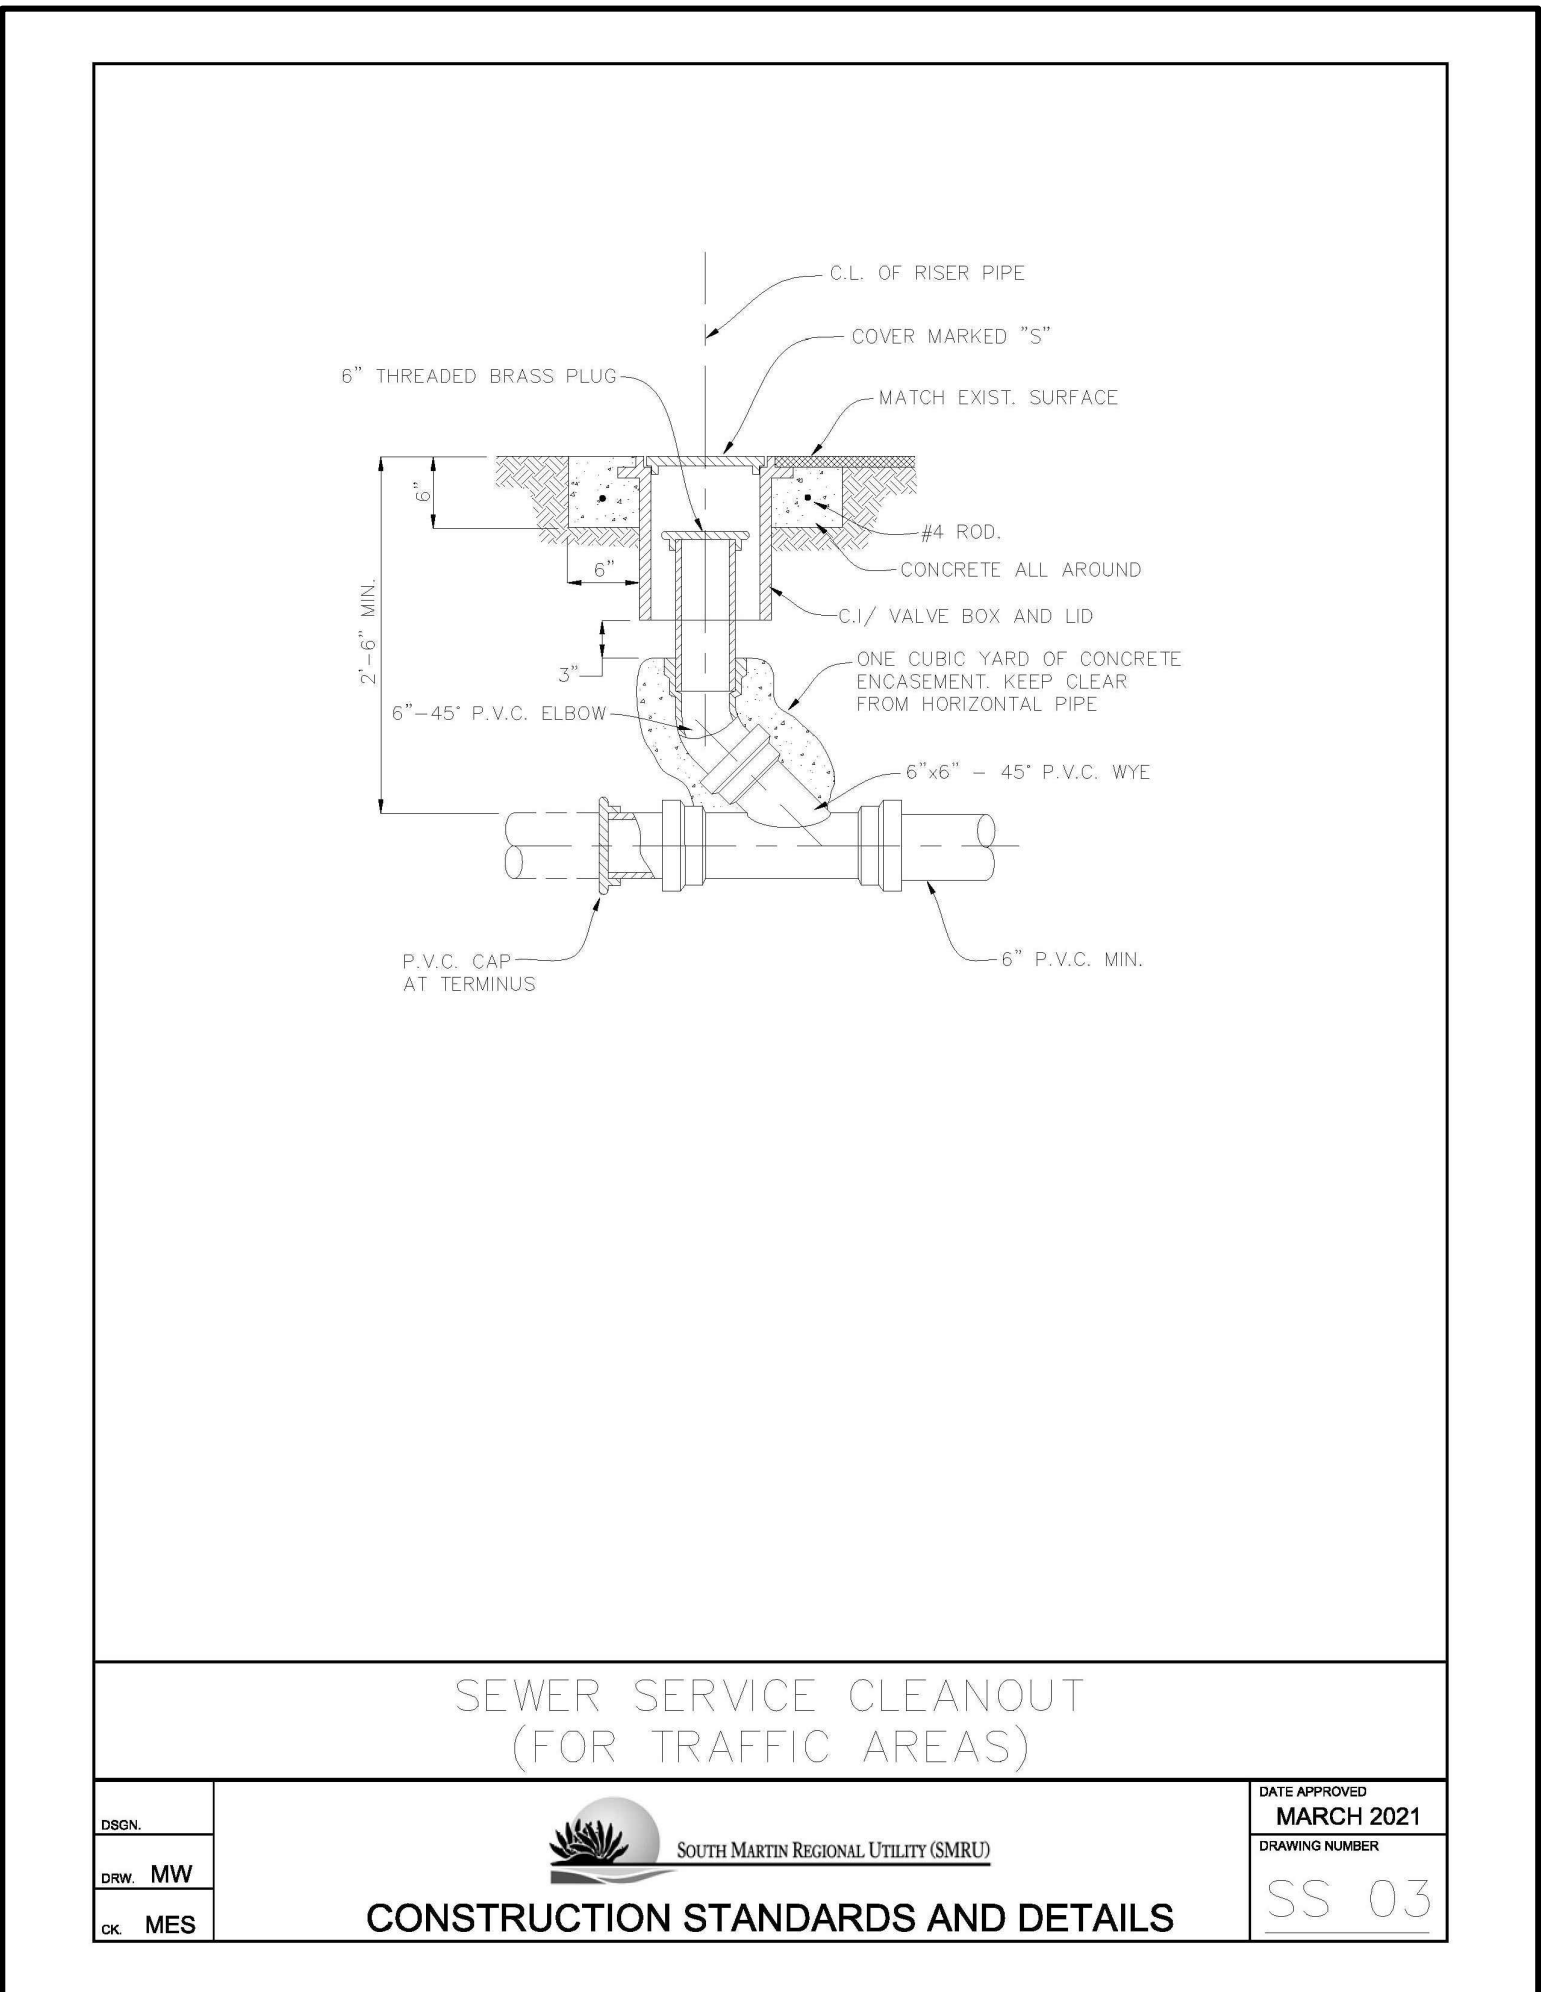 C.L. OF RISER PIPE
COVER MARKED "S"
6" THREADED BRASS PLUG
MATCH EXIST. SURFACE
6"
#4 ROD.
CONCRETE ALL AROUND
6"
2'-6" MIN.
C.I/ VALVE BOX AND LID
3"
ONE CUBIC YARD OF CONCRETE
ENCASEMENT. KEEP CLEAR
FROM HORIZONTAL PIPE
6"-45° P.V.C. ELBOW
6"x6" - 45° P.V.C. WYE
P.V.C. CAP
AT TERMINUS
6" P.V.C. MIN.
SEWER SERVICE CLEANOUT
(FOR TRAFFIC AREAS)
DSGN.
DRW. MW
CK. MES
SOUTH MARTIN REGIONAL UTILITY (SMRU)
CONSTRUCTION STANDARDS AND DETAILS
DATE APPROVED
MARCH 2021
DRAWING NUMBER
SS 03